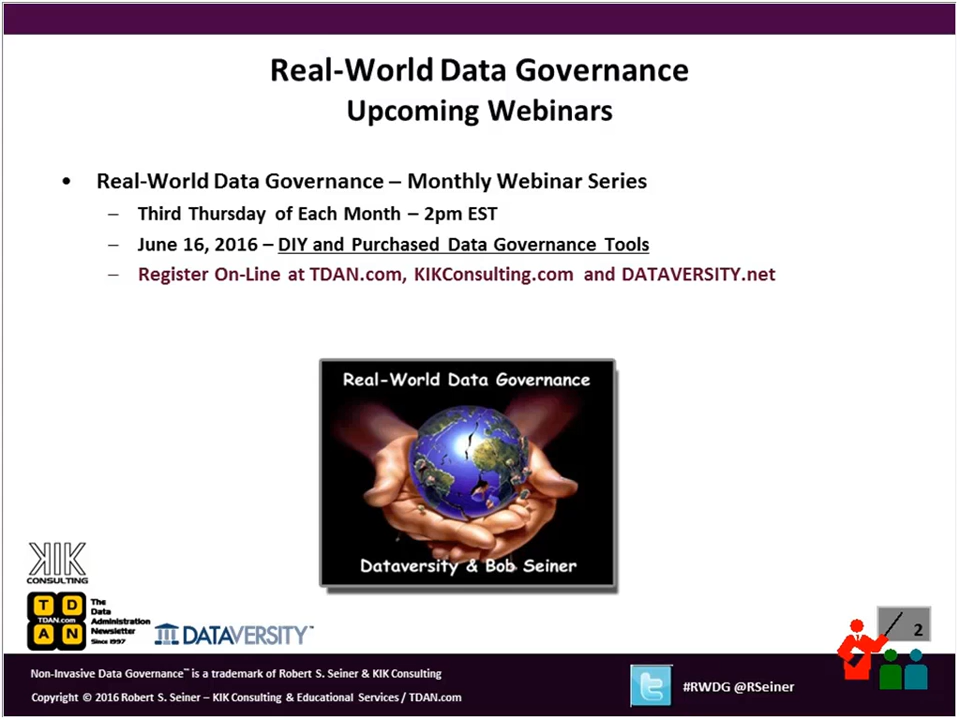 Real-World Data Governance
Upcoming Webinars
• Real-World Data Governance – Monthly Webinar Series
– Third Thursday of Each Month – 2pm EST
– June 16, 2016 – DIY and Purchased Data Governance Tools
– Register On-Line at TDAN.com, KIKConsulting.com and DATAVERSITY.net
Real-World Data Governance
Dataversity & Bob Seiner
KIK
CONSULTING
T D
TDAN.com
A N
The
Data
Administration
Newsletter
Since 1997
DATAVERSITY™
2
Non-Invasive Data Governance™ is a trademark of Robert S. Seiner & KIK Consulting
Copyright © 2016 Robert S. Seiner – KIK Consulting & Educational Services / TDAN.com
#RWDG @RSeiner